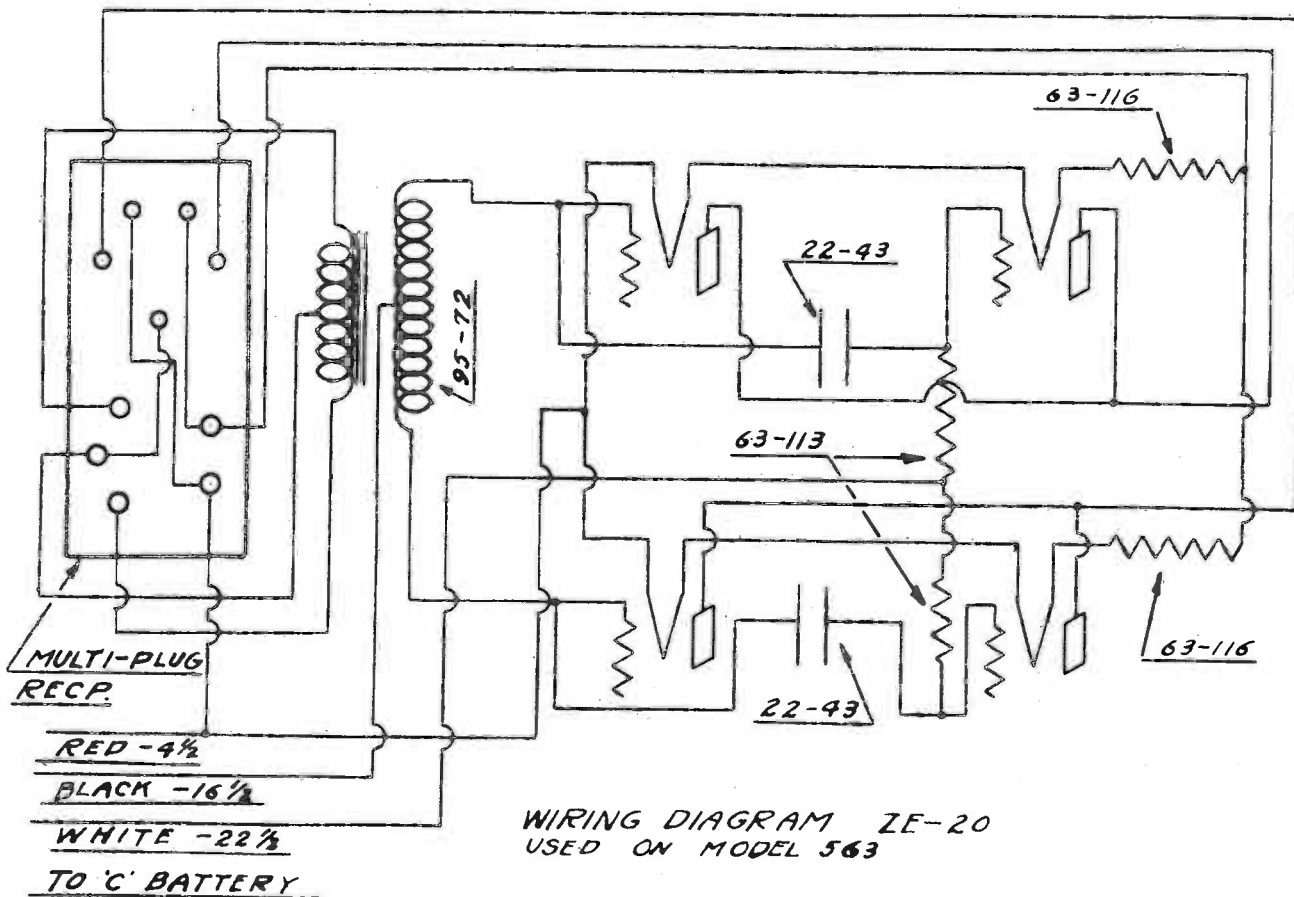 63-116
22-43
95-72
63-113
63-116
22-43
MULTI-PLUG
RECP.
RED -4½
BLACK -16½
WHITE -22½
TO 'C' BATTERY
WIRING DIAGRAM ZE-20
USED ON MODEL 563